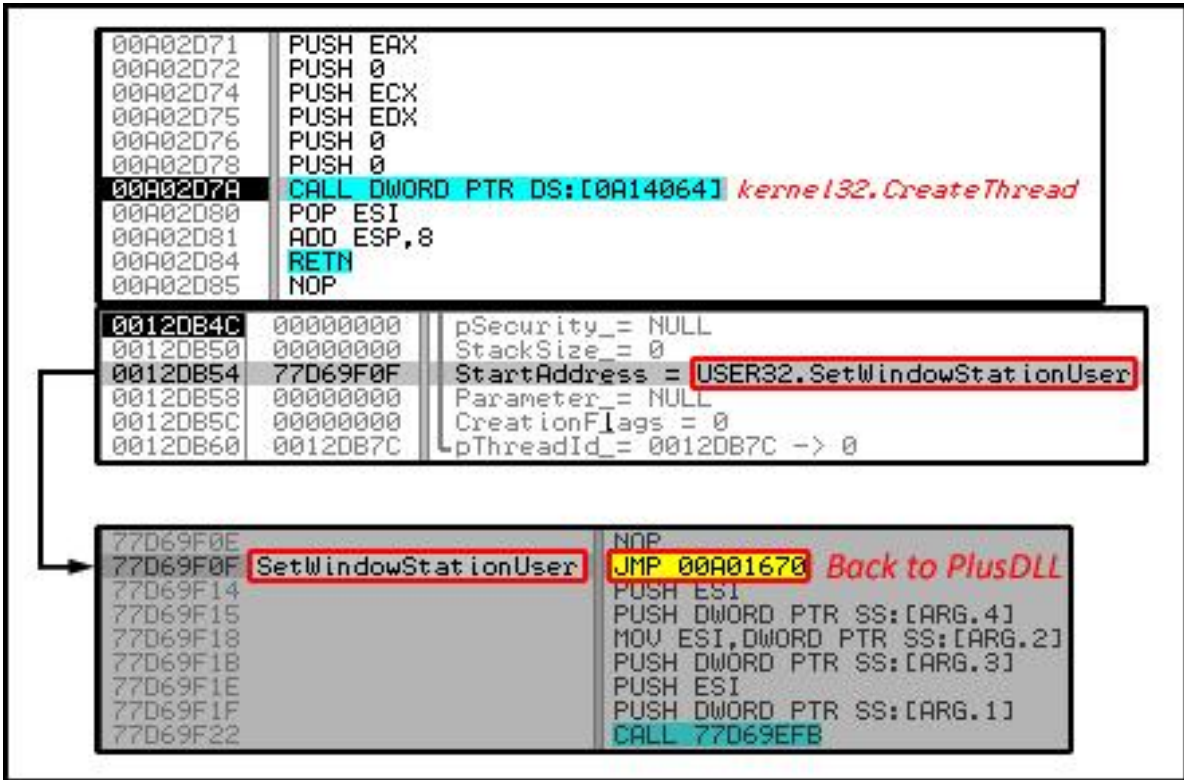 00A02D71 PUSH EAX
00A02D72 PUSH 0
00A02D74 PUSH ECX
00A02D75 PUSH EDX
00A02D76 PUSH 0
00A02D78 PUSH 0
00A02D7A CALL DWORD PTR DS:[0A14064] kernel32.CreateThread
00A02D80 POP ESI
00A02D81 ADD ESP,8
00A02D84 RETN
00A02D85 NOP
0012DB4C 00000000 pSecurity_= NULL
0012DB50 00000000 StackSize_= 0
0012DB54 77D69F0F StartAddress = USER32.SetWindowStationUser
0012DB58 00000000 Parameter_= NULL
0012DB5C 00000000 CreationFlags = 0
0012DB60 0012DB7C pThreadId_= 0012DB7C -> 0
77D69F0E NOP
77D69F0F SetWindowStationUser JMP 00A01670 Back to PlusDLL
77D69F14 PUSH ESI
77D69F15 PUSH DWORD PTR SS:[ARG.4]
77D69F18 MOV ESI,DWORD PTR SS:[ARG.2]
77D69F1B PUSH DWORD PTR SS:[ARG.3]
77D69F1E PUSH ESI
77D69F1F PUSH DWORD PTR SS:[ARG.1]
77D69F22 CALL 77D69EFB